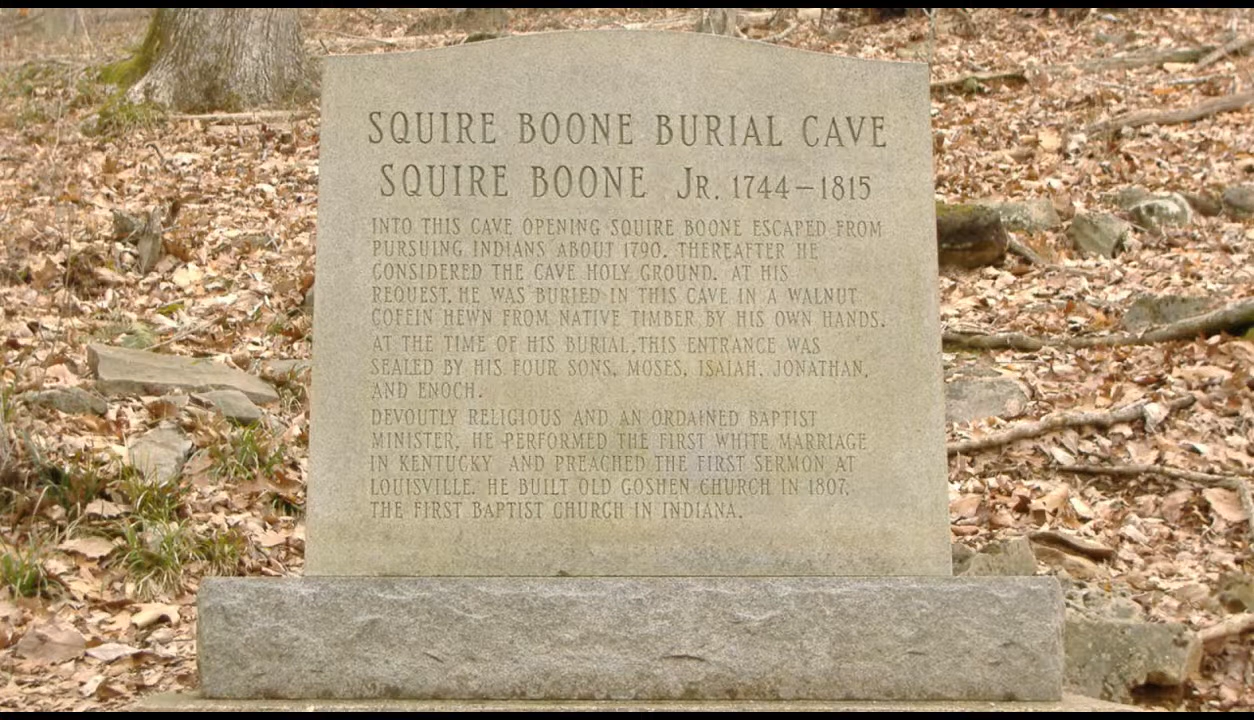 SQUIRE BOONE BURIAL CAVE
SQUIRE BOONE JR. 1744–1815
INTO THIS CAVE OPENING SQUIRE BOONE ESCAPED FROM
PURSUING INDIANS ABOUT 1790. THEREAFTER HE
CONSIDERED THE CAVE HOLY GROUND. AT HIS
REQUEST, HE WAS BURIED IN THIS CAVE IN A WALNUT
COFFIN HEWN FROM NATIVE TIMBER BY HIS OWN HANDS.
AT THE TIME OF HIS BURIAL, THIS ENTRANCE WAS
SEALED BY HIS FOUR SONS, MOSES, ISAIAH, JONATHAN,
AND ENOCH.
DEVOUTLY RELIGIOUS AND AN ORDAINED BAPTIST
MINISTER, HE PERFORMED THE FIRST WHITE MARRIAGE
IN KENTUCKY AND PREACHED THE FIRST SERMON AT
LOUISVILLE. HE BUILT OLD GOSHEN CHURCH IN 1807,
THE FIRST BAPTIST CHURCH IN INDIANA.